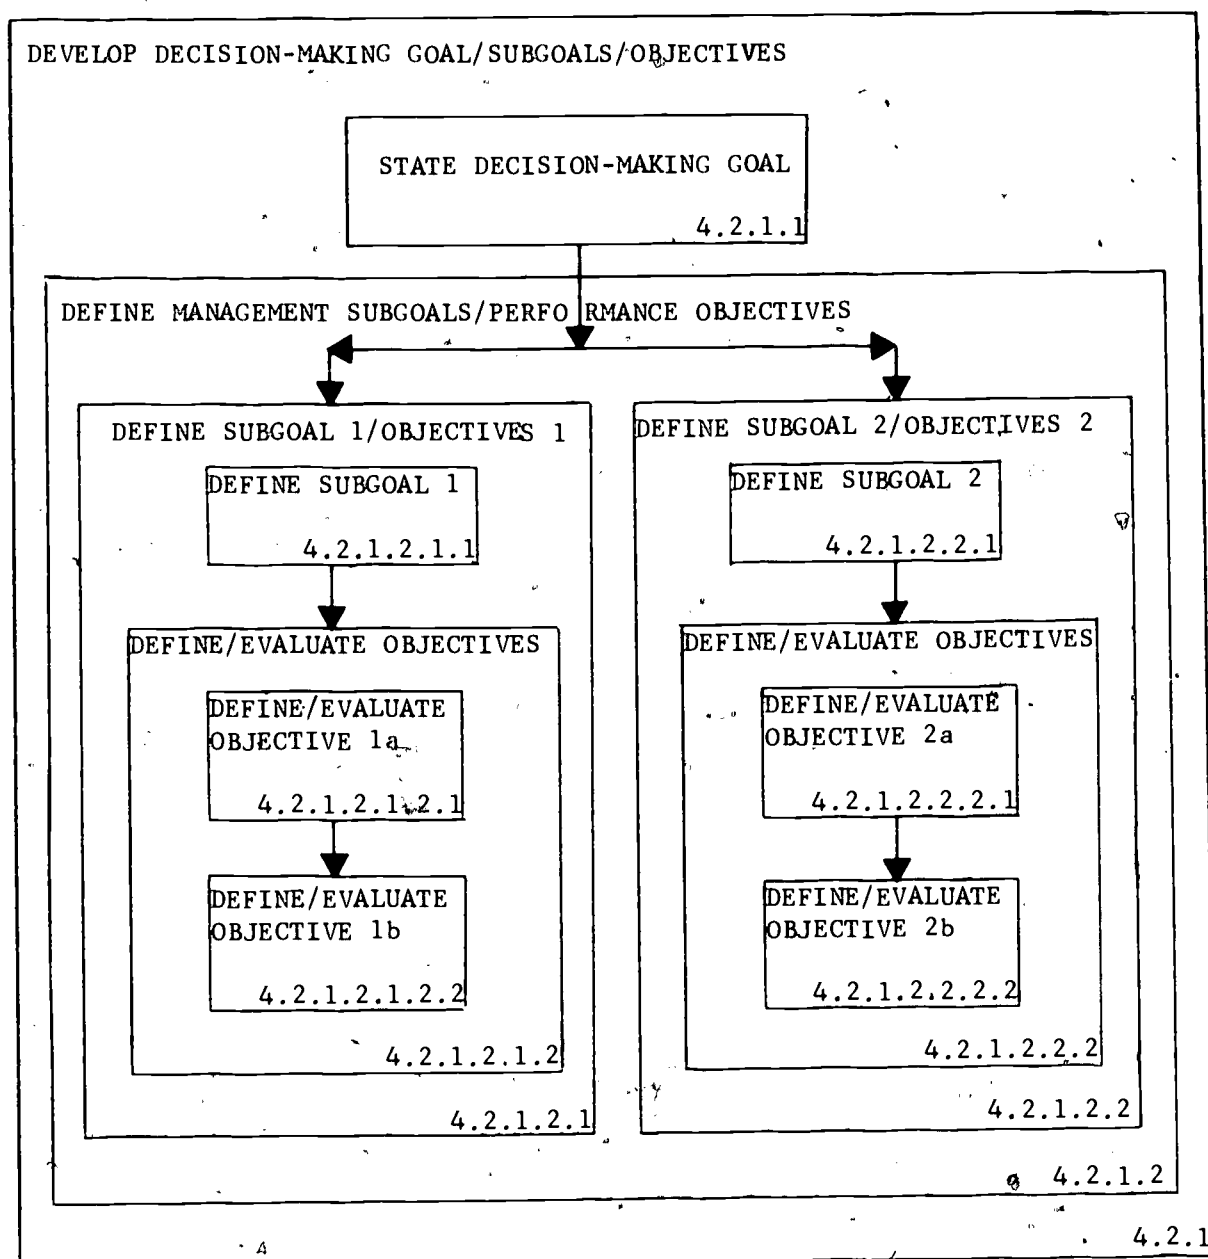 DEVELOP DECISION-MAKING GOAL/SUBGOALS/OBJECTIVES
STATE DECISION-MAKING GOAL
4.2.1.1
DEFINE MANAGEMENT SUBGOALS/PERFORMANCE OBJECTIVES
DEFINE SUBGOAL 1/OBJECTIVES 1
DEFINE SUBGOAL 1
4.2.1.2.1.1
DEFINE/EVALUATE OBJECTIVES
DEFINE/EVALUATE
OBJECTIVE 1a
4.2.1.2.1.2.1
DEFINE/EVALUATE
OBJECTIVE 1b
4.2.1.2.1.2.2
4.2.1.2.1.2
4.2.1.2.1
DEFINE SUBGOAL 2/OBJECTIVES 2
DEFINE SUBGOAL 2
4.2.1.2.2.1
DEFINE/EVALUATE OBJECTIVES
DEFINE/EVALUATE
OBJECTIVE 2a
4.2.1.2.2.2.1
DEFINE/EVALUATE
OBJECTIVE 2b
4.2.1.2.2.2.2
4.2.1.2.2.2
4.2.1.2.2
4.2.1.2
4.2.1